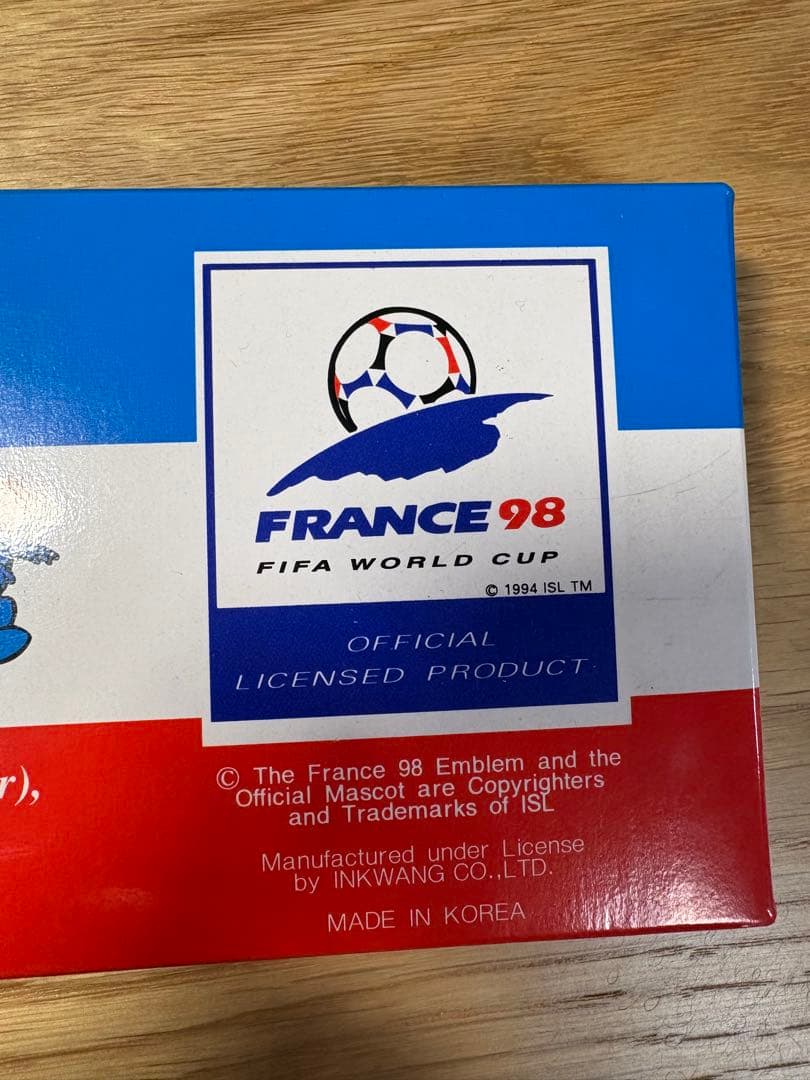 FRANCE 98
FIFA WORLD CUP
© 1994 ISL TM
OFFICIAL
LICENSED PRODUCT
r),
© The France 98 Emblem and the
Official Mascot are Copyrighters
and Trademarks of ISL
Manufactured under License
by INKWANG CO.,LTD.
MADE IN KOREA